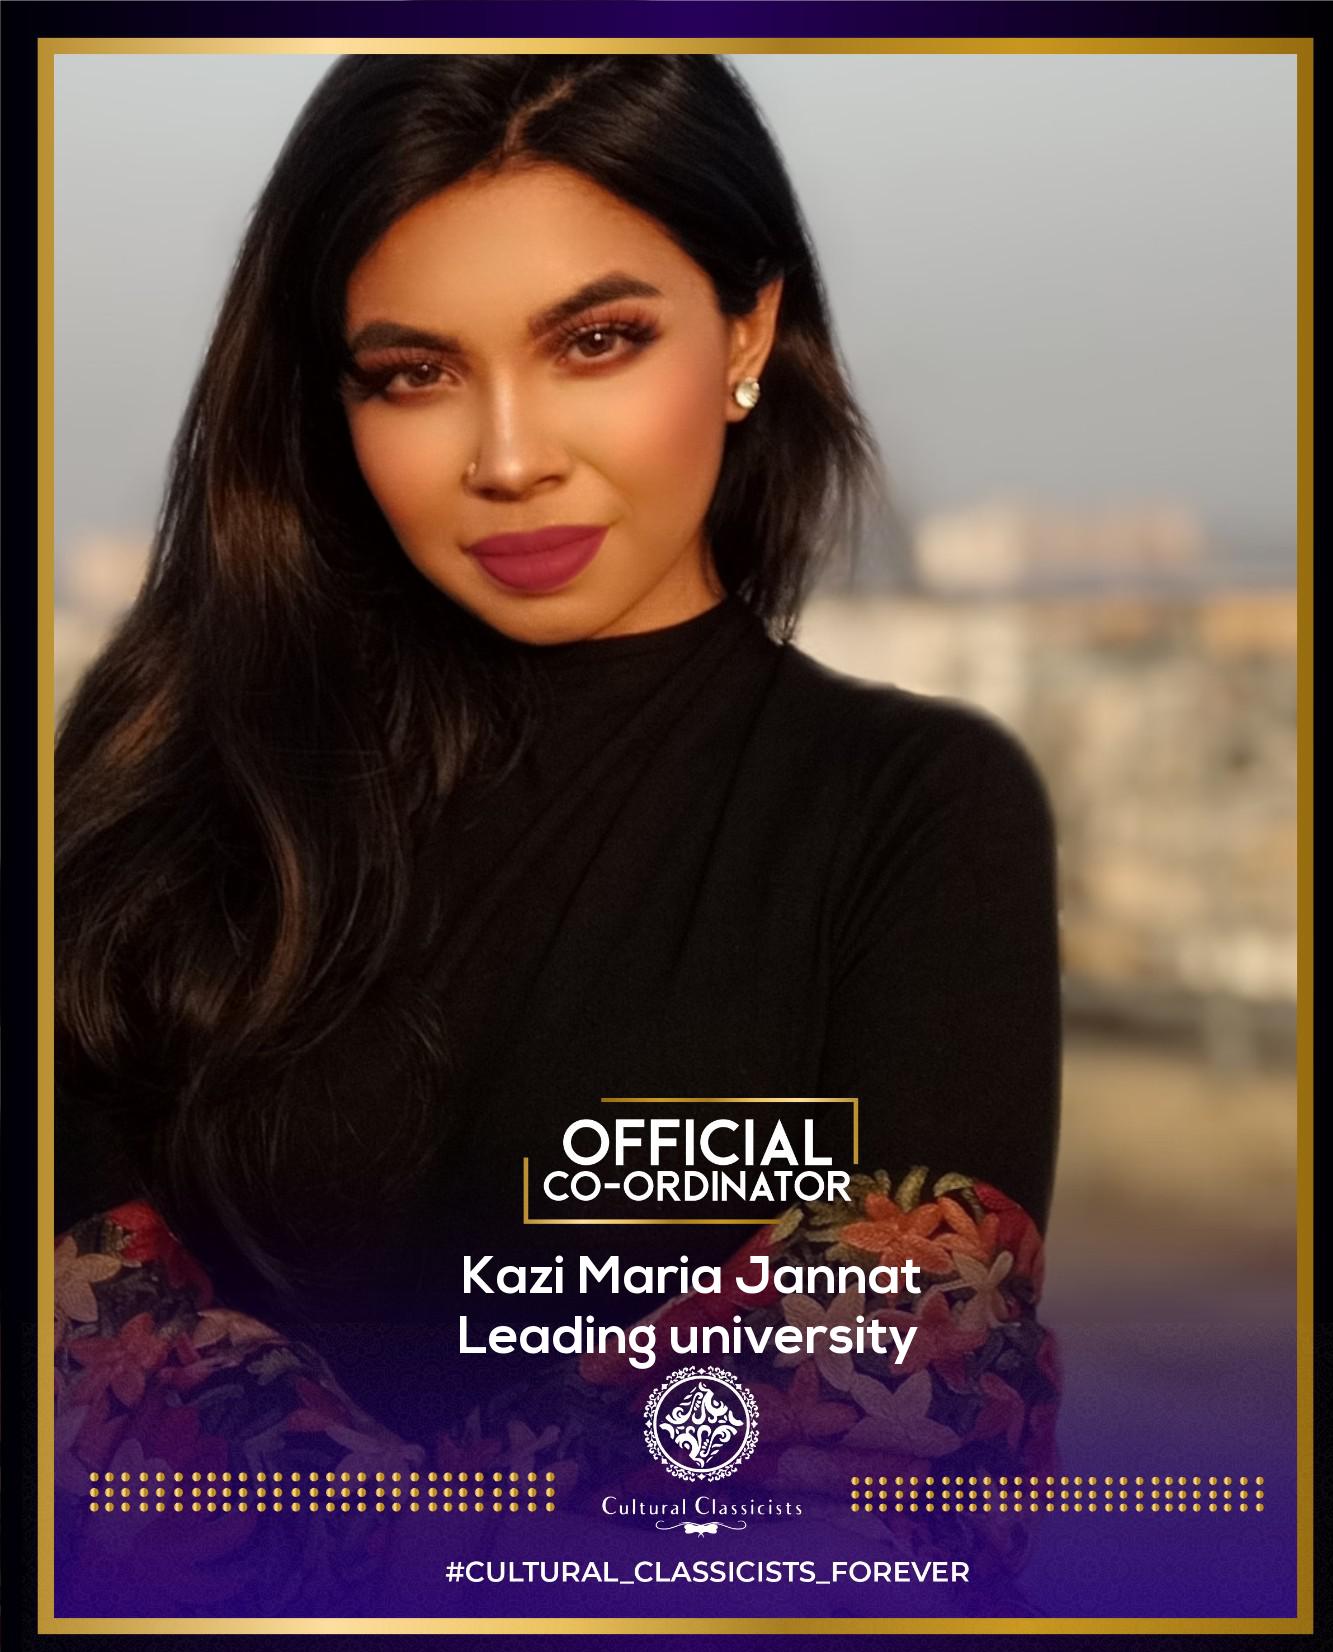 OFFICIAL
CO-ORDINATOR
Kazi Maria Jannat
Leading university
Cultural Classicists
#CULTURAL_CLASSICISTS_FOREVER